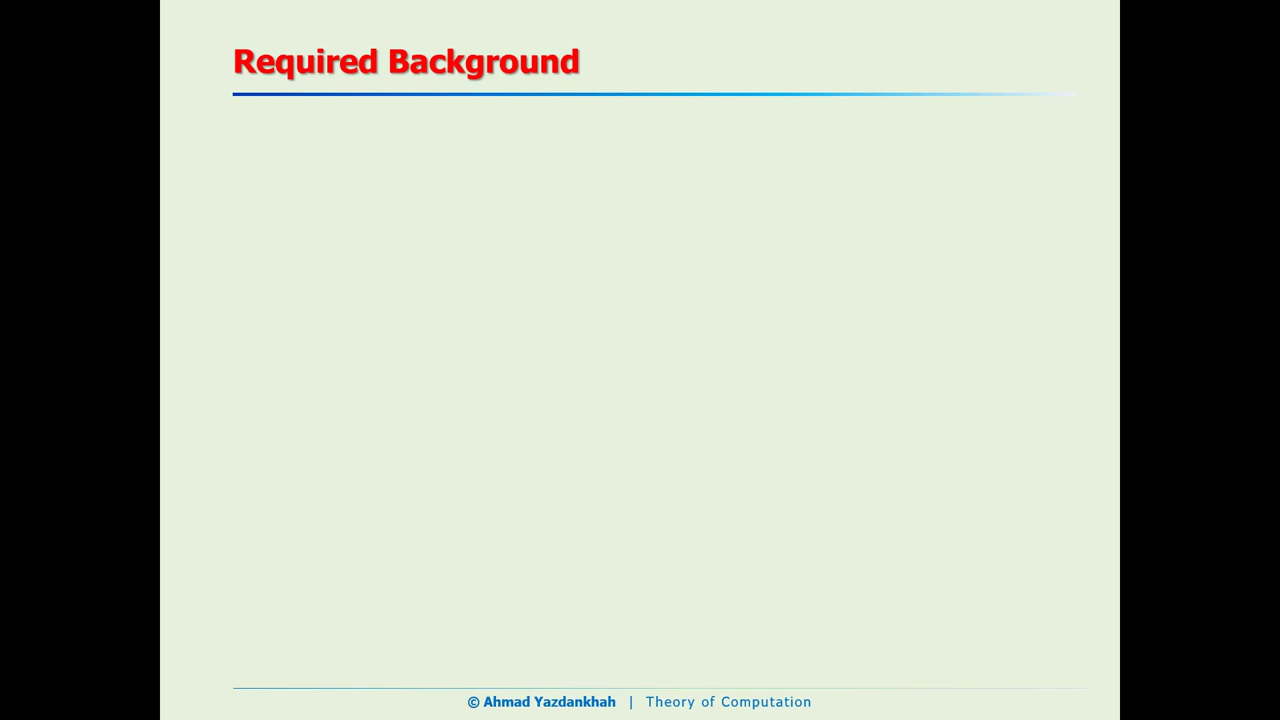 Required Background
© Ahmad Yazdankhah | Theory of Computation